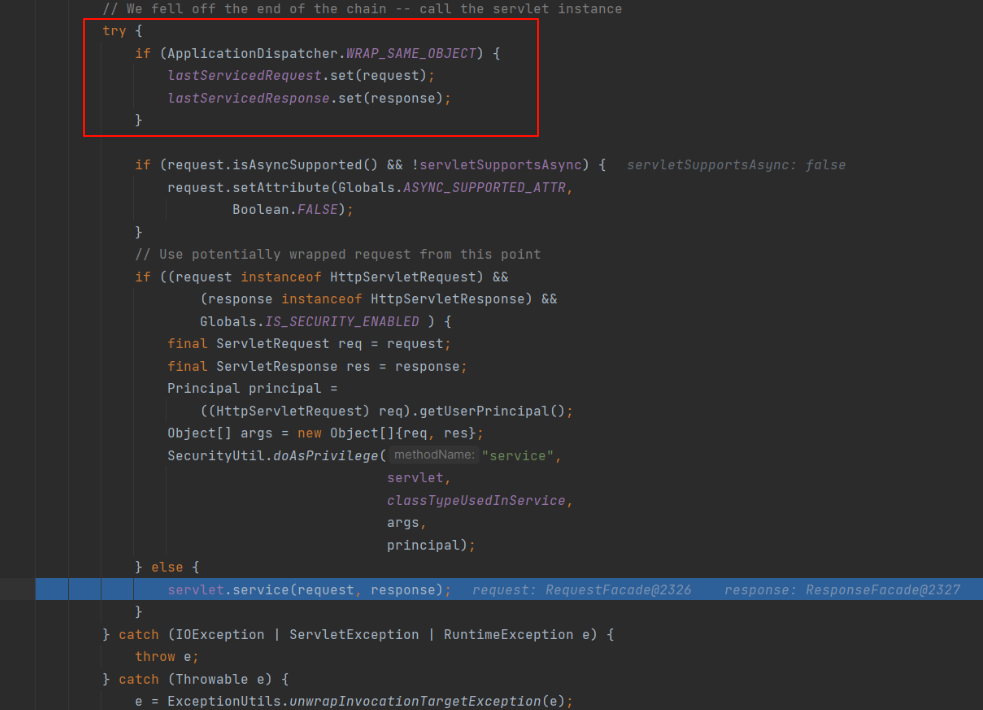 // We fell off the end of the chain -- call the servlet instance
try {
if (ApplicationDispatcher.WRAP_SAME_OBJECT) {
lastServicedRequest.set(request);
lastServicedResponse.set(response);
}
if (request.isAsyncSupported() && !servletSupportsAsync) { servletSupportsAsync: false
request.setAttribute(Globals.ASYNC_SUPPORTED_ATTR,
Boolean.FALSE);
}
// Use potentially wrapped request from this point
if ((request instanceof HttpServletRequest) &&
(response instanceof HttpServletResponse) &&
Globals.IS_SECURITY_ENABLED ) {
final ServletRequest req = request;
final ServletResponse res = response;
Principal principal =
((HttpServletRequest) req).getUserPrincipal();
Object[] args = new Object[]{req, res};
SecurityUtil.doAsPrivilege( methodName: "service",
servlet,
classTypeUsedInService,
args,
principal);
} else {
servlet.service(request, response); request: RequestFacade@2326 response: ResponseFacade@2327
}
} catch (IOException | ServletException | RuntimeException e) {
throw e;
} catch (Throwable e) {
e = ExceptionUtils.unwrapInvocationTargetException(e);